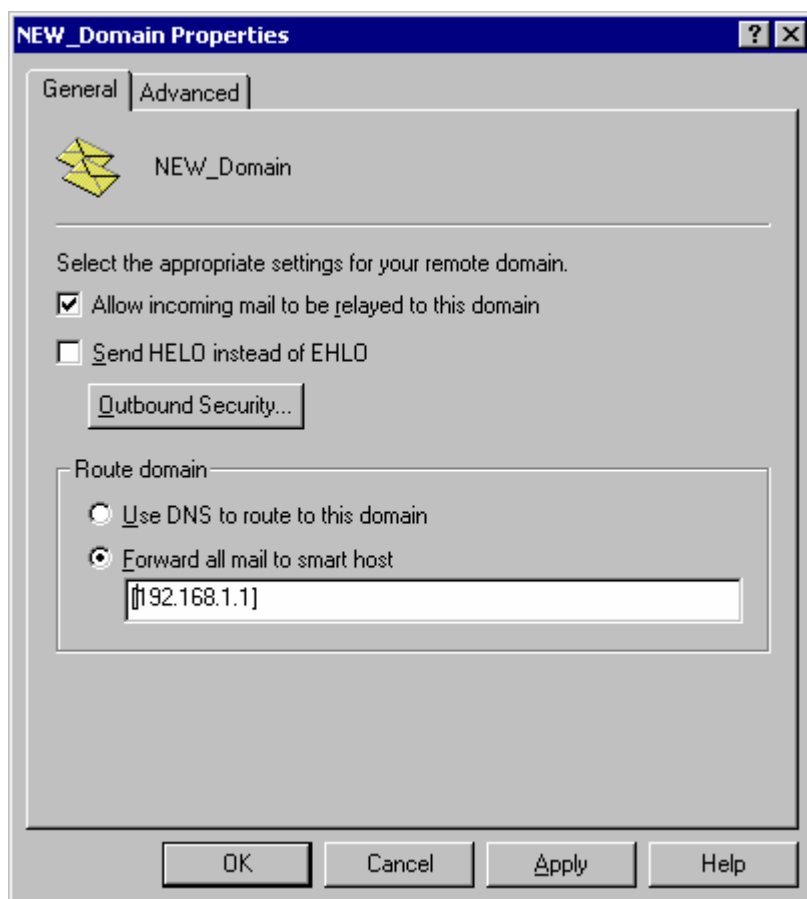 NEW_Domain Properties
General
Advanced
NEW_Domain
Select the appropriate settings for your remote domain.
Allow incoming mail to be relayed to this domain
Send HELO instead of EHLO
Outbound Security...
Route domain
Use DNS to route to this domain
Forward all mail to smart host
[192.168.1.1]
OK
Cancel
Apply
Help